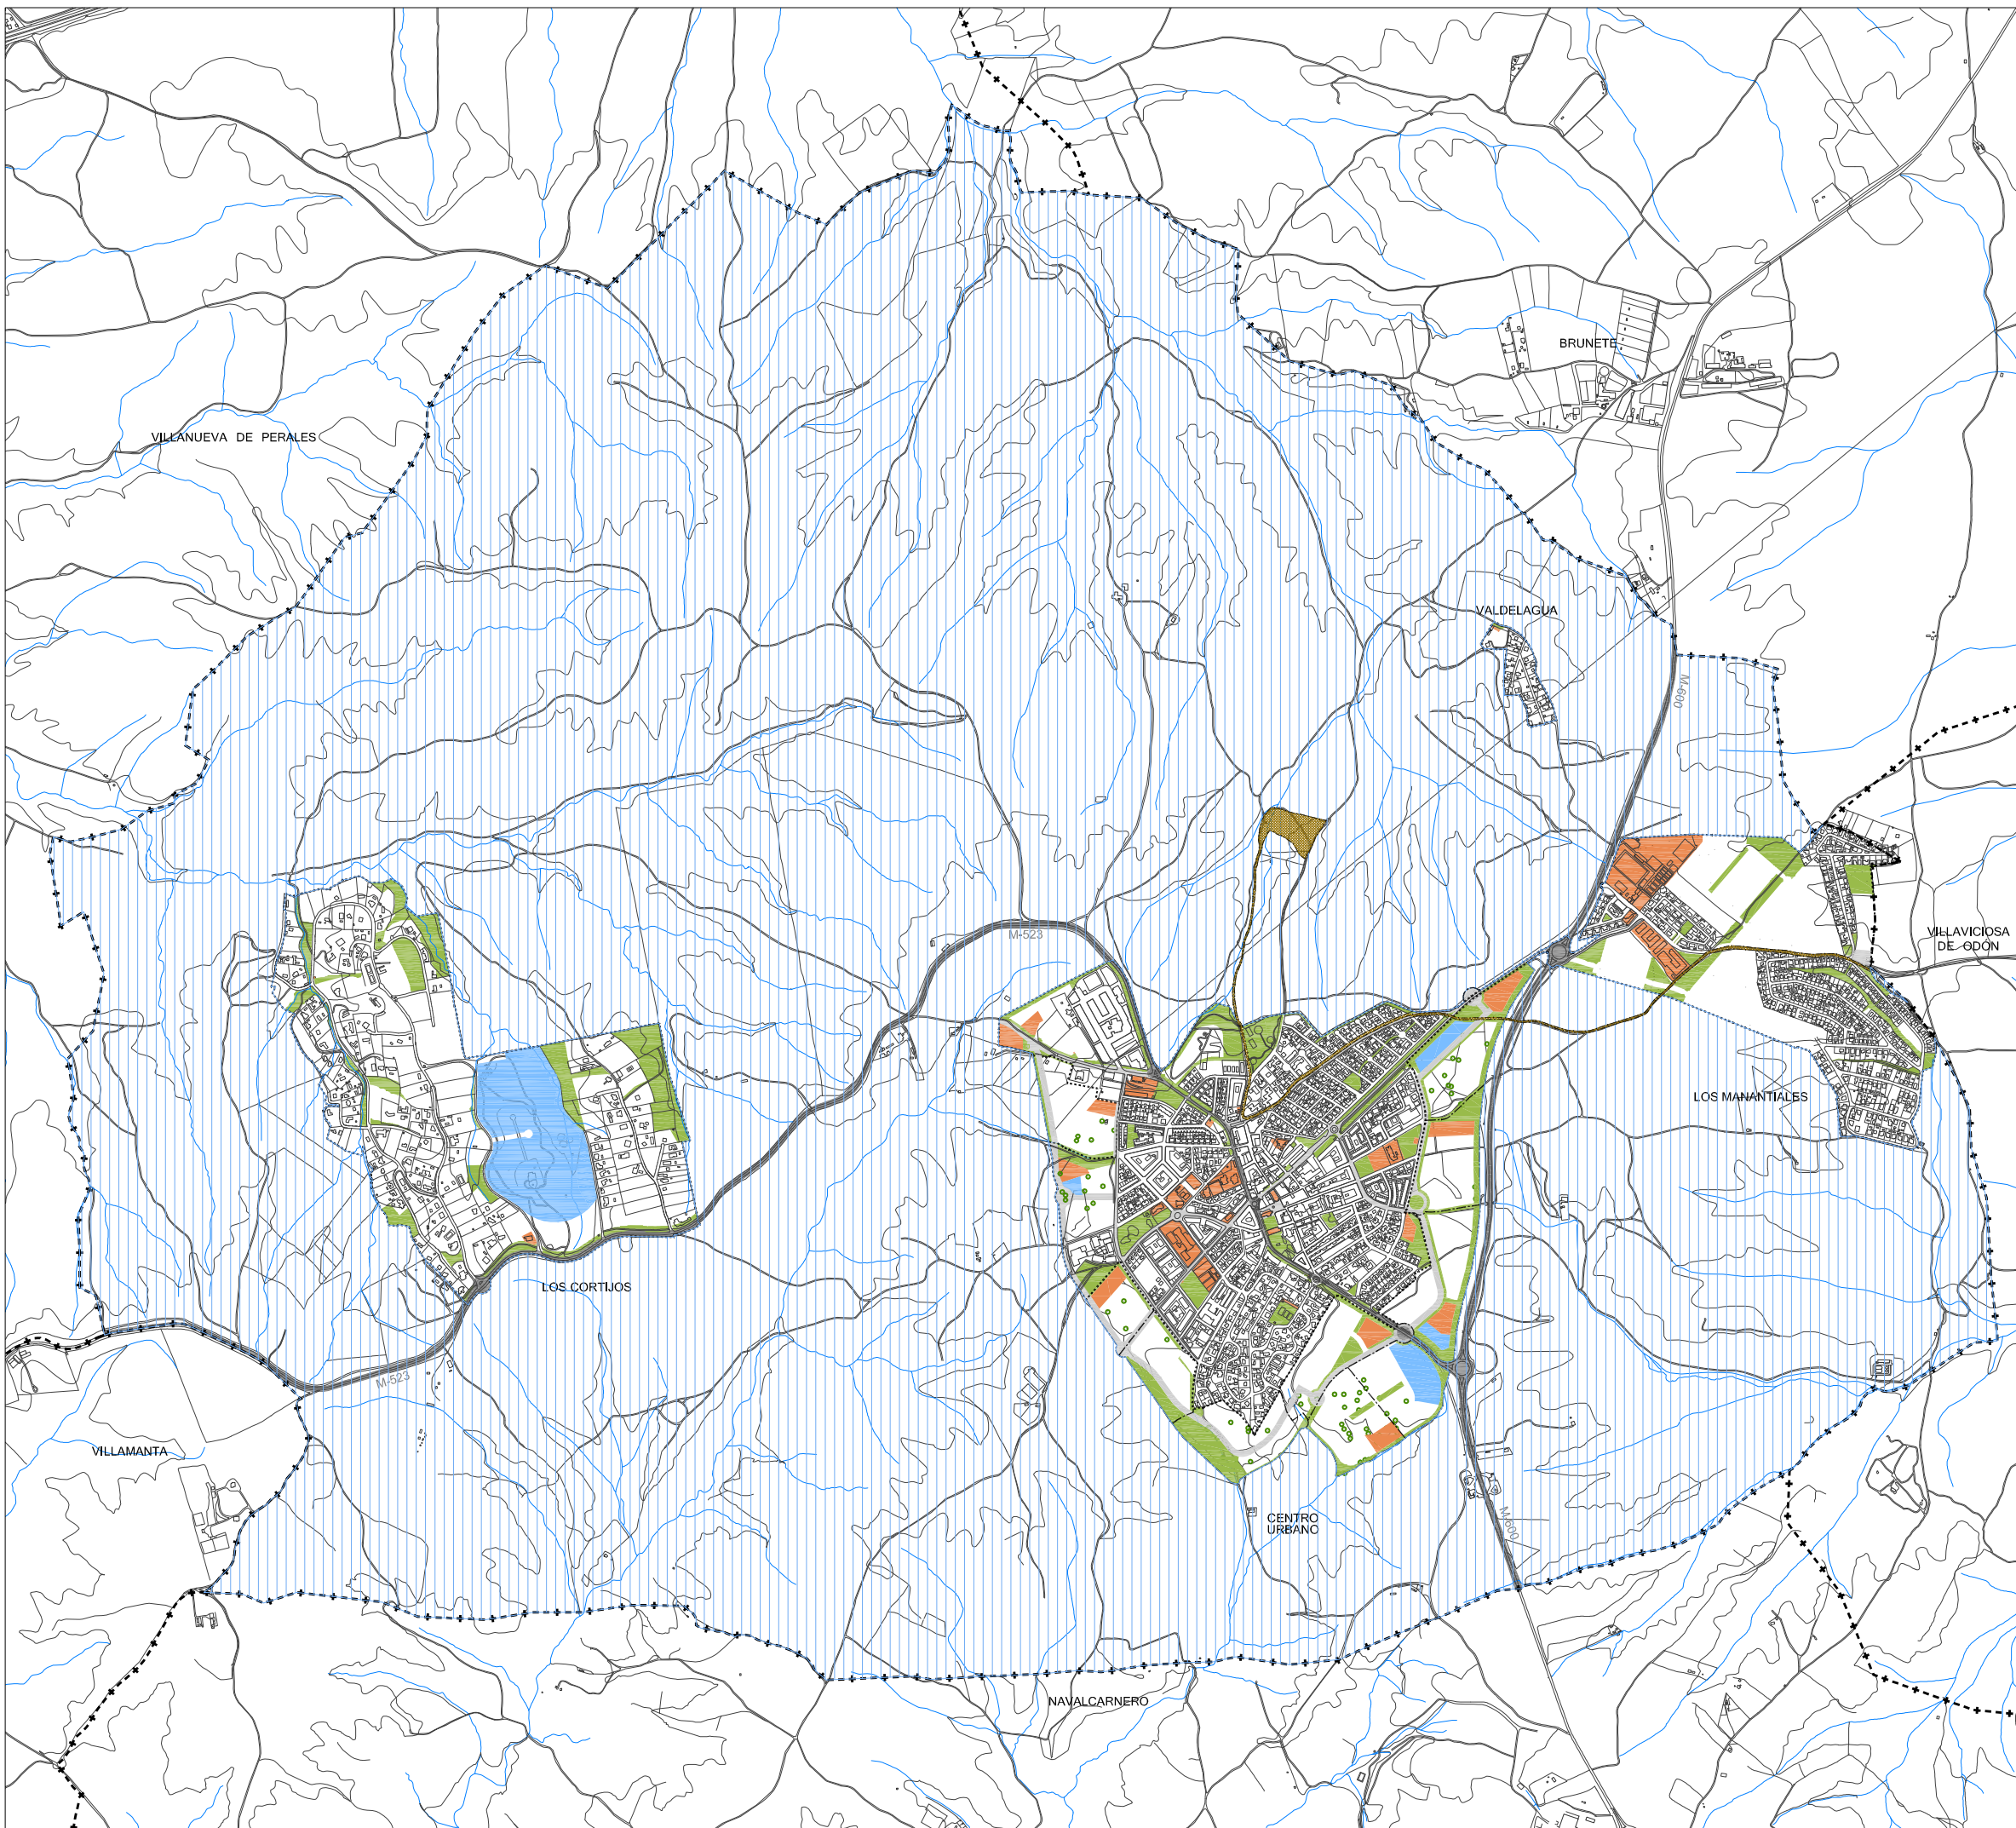 BRUNETE
VILLANUEVA DE PERALES
VALDELAGUA
M-600
M-523
VILLAVICIOSA
DE ODÓN
LOS MANANTIALES
LOS CORTIJOS
M-523
VILLAMANTA
CENTRO
URBANO
M-600
NAVALCARNERO